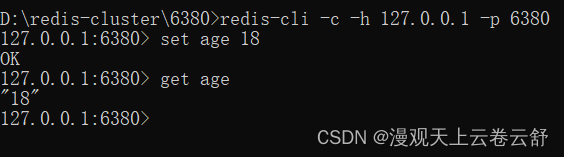 D:\redis-cluster\6380>redis-cli -c -h 127.0.0.1 -p 6380
127.0.0.1:6380> set age 18
OK
127.0.0.1:6380> get age
"18"
127.0.0.1:6380>
CSDN @漫观天上云卷云舒